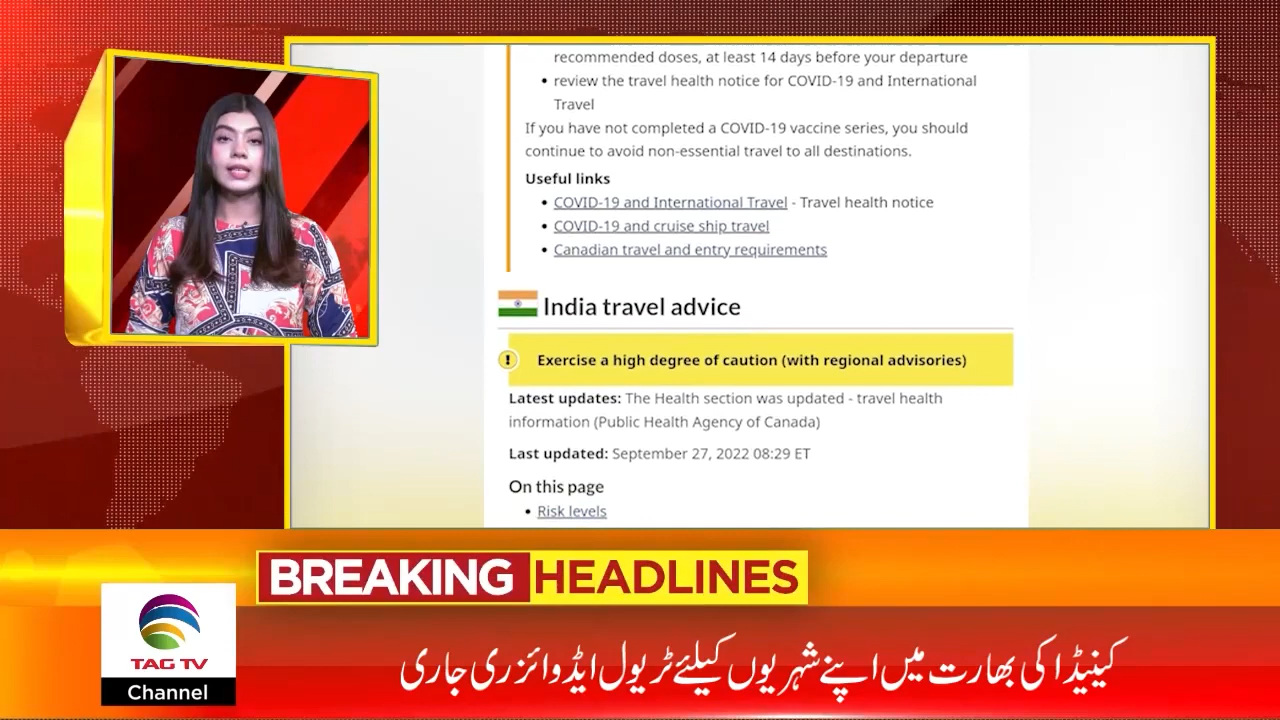 recommended doses, at least 14 days before your departure
• review the travel health notice for COVID-19 and International
Travel
If you have not completed a COVID-19 vaccine series, you should
continue to avoid non-essential travel to all destinations.
Useful links
• COVID-19 and International Travel - Travel health notice
• COVID-19 and cruise ship travel
• Canadian travel and entry requirements
India travel advice
! Exercise a high degree of caution (with regional advisories)
Latest updates: The Health section was updated - travel health
information (Public Health Agency of Canada)
Last updated: September 27, 2022 08:29 ET
On this page
• Risk levels
BREAKING HEADLINES
TAG TV
Channel
کینیڈا کی بھارت میں اپنے شہریوں کیلئے ٹریول ایڈوائزری جاری